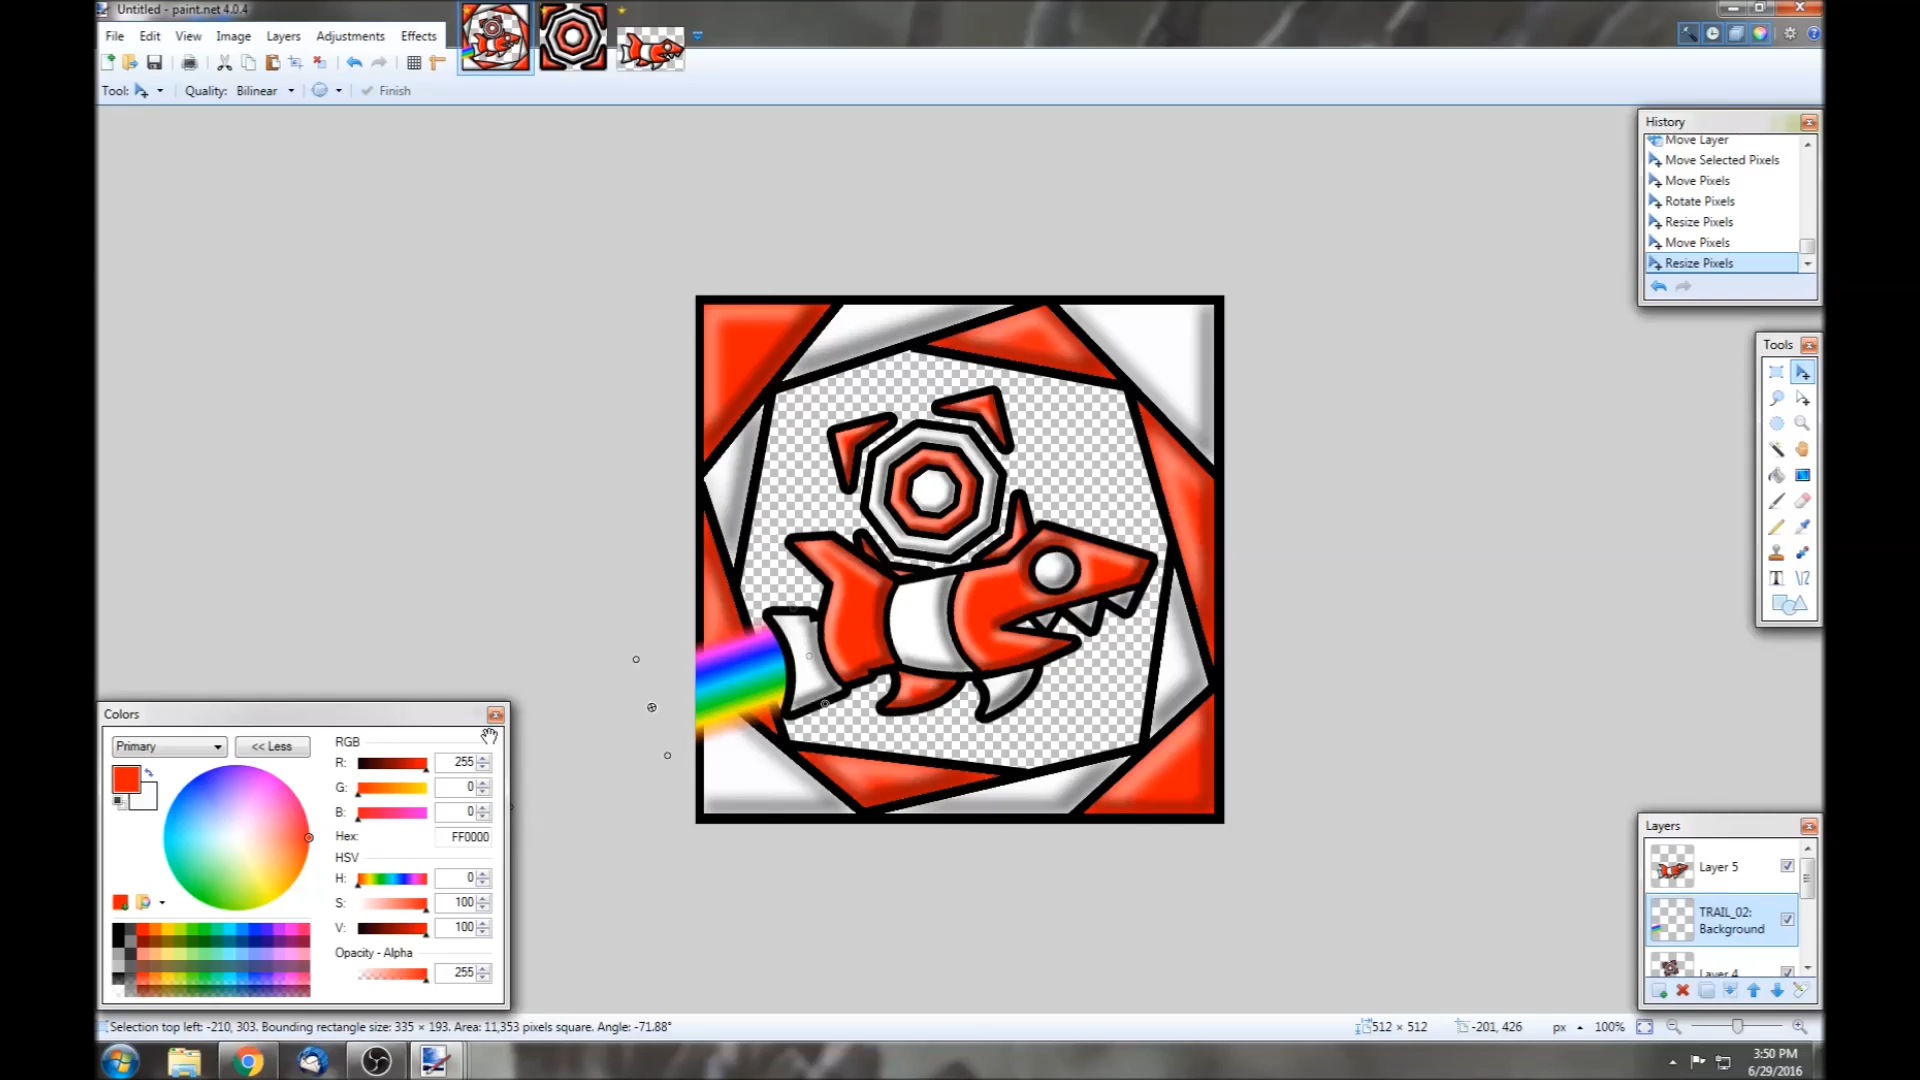 Untitled - paint.net 4.0.4
File Edit View Image Layers Adjustments Effects
Tool: Quality: Bilinear Finish
History
Move Layer
Move Selected Pixels
Move Pixels
Rotate Pixels
Resize Pixels
Move Pixels
Resize Pixels
Tools
Colors
Primary << Less
RGB
R: 255
G: 0
B: 0
Hex: FF0000
HSV
H: 0
S: 100
V: 100
Opacity - Alpha
255
Layers
Layer 5
TRAIL_02:
Background
Layer 4
Selection top left: -210, 303. Bounding rectangle size: 335 × 193. Area: 11,353 pixels square. Angle: -71.88° 512 × 512 -201, 426 px 100%
3:50 PM
6/29/2016